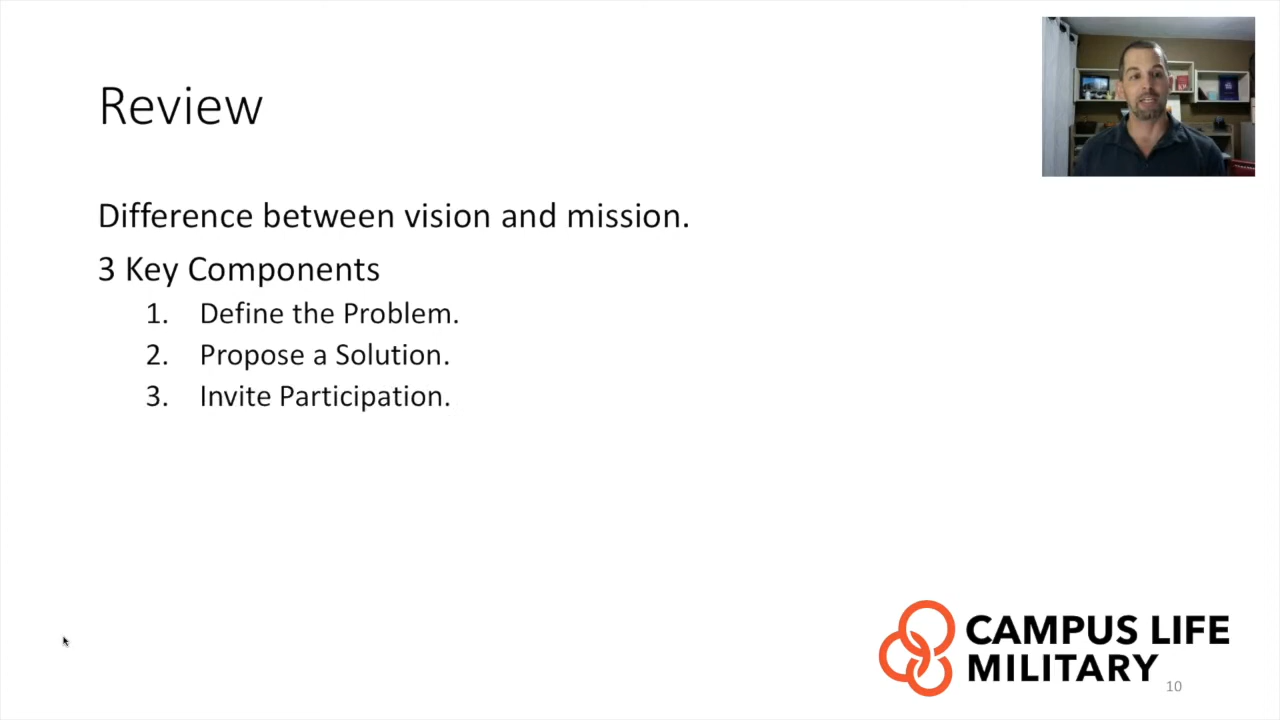 Review
Difference between vision and mission.
3 Key Components
1. Define the Problem.
2. Propose a Solution.
3. Invite Participation.
CAMPUS LIFE
MILITARY
10